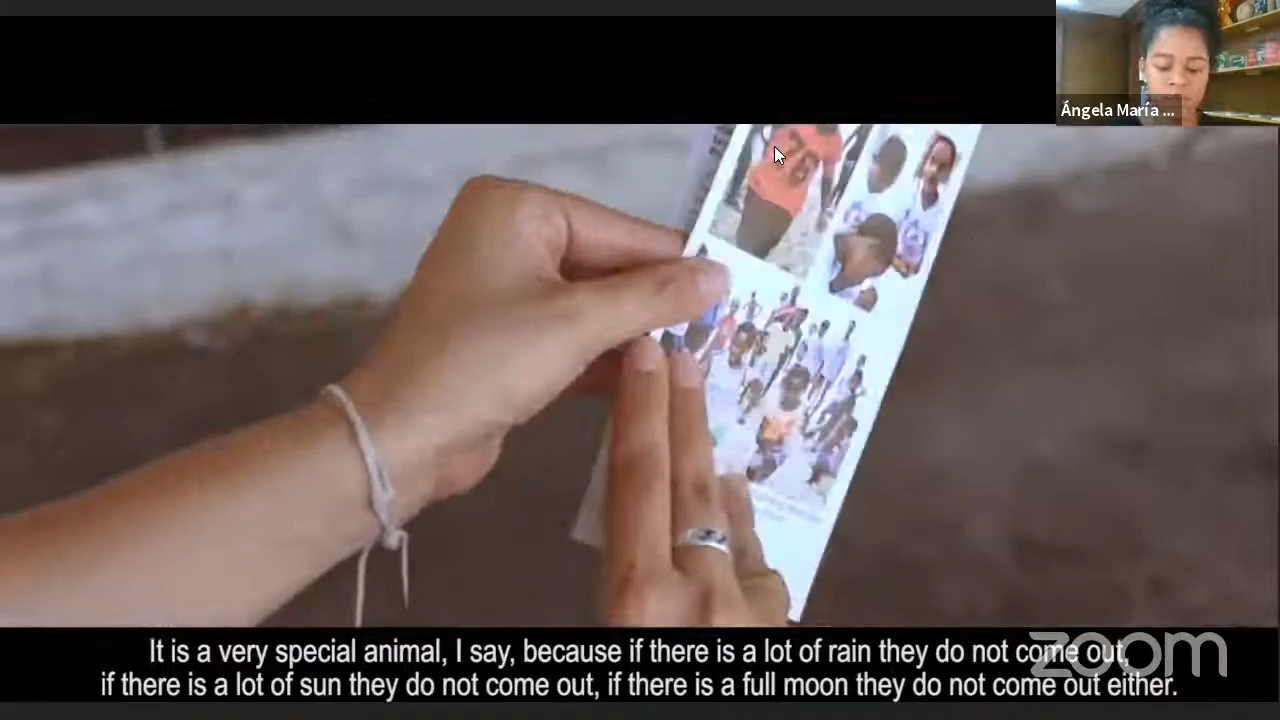 Ángela María ...
26
It is a very special animal, I say, because if there is a lot of rain they do not come out,
if there is a lot of sun they do not come out, if there is a full moon they do not come out either.
zoom